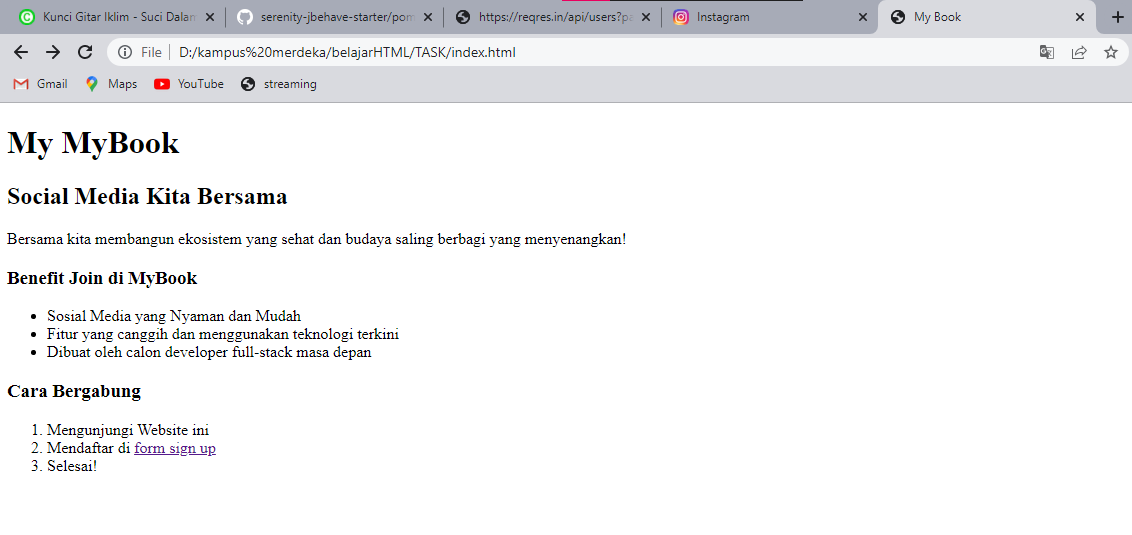 Kunci Gitar Iklim - Suci Dalam
serenity-jbehave-starter/pom
https://reqres.in/api/users?pa
Instagram
My Book
File
D:/kampus%20merdeka/belajarHTML/TASK/index.html
Gmail
Maps
YouTube
streaming
My MyBook
Social Media Kita Bersama
Bersama kita membangun ekosistem yang sehat dan budaya saling berbagi yang menyenangkan!
Benefit Join di MyBook
• Sosial Media yang Nyaman dan Mudah
• Fitur yang canggih dan menggunakan teknologi terkini
• Dibuat oleh calon developer full-stack masa depan
Cara Bergabung
1. Mengunjungi Website ini
2. Mendaftar di form sign up
3. Selesai!